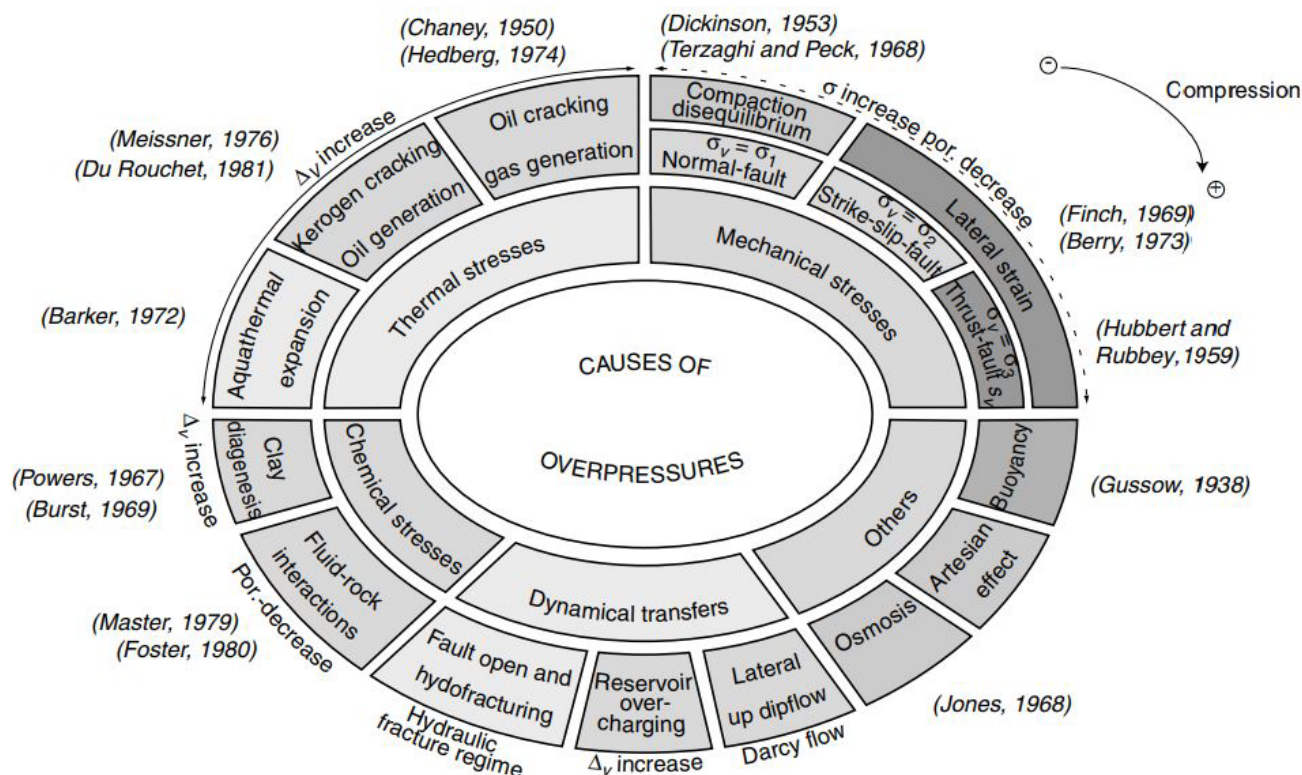 (Chaney, 1950)
(Hedberg, 1974)
(Dickinson, 1953)
(Terzaghi and Peck, 1968)
-
Compression
+
(Meissner, 1976)
(Du Rouchet, 1981)
Δv increase
σ increase por. decrease
Oil cracking
gas generation
Compaction
disequilibrium
σv = σ1
Normal-fault
Kerogen cracking
Oil generation
σv = σ2
Strike-slip-fault
Lateral strain
(Finch, 1969)
(Berry, 1973)
Thermal stresses
Mechanical stresses
(Barker, 1972)
Aquathermal
expansion
σv = σ3
Thrust-fault sv
(Hubbert and
Rubbey,1959)
CAUSES OF
OVERPRESSURES
Δv increase
Clay
diagenesis
Chemical stresses
(Powers, 1967)
(Burst, 1969)
Others
Buoyancy
(Gussow, 1938)
Fluid-rock
interactions
Por.-decrease
Artesian
effect
Dynamical transfers
Osmosis
(Master, 1979)
(Foster, 1980)
Fault open and
hydofracturing
Hydraulic
fracture regime
Reservoir
over-
charging
Δv increase
Lateral
up dipflow
Darcy flow
(Jones, 1968)